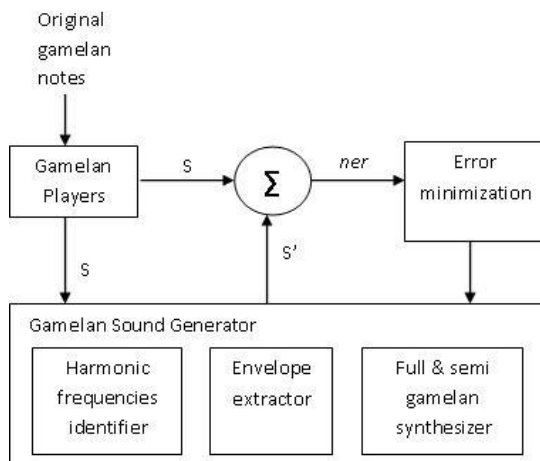 Original
gamelan
notes
Gamelan
Players
S
Σ
ner
Error
minimization
S
S'
Gamelan Sound Generator
Harmonic
frequencies
identifier
Envelope
extractor
Full & semi
gamelan
synthesizer